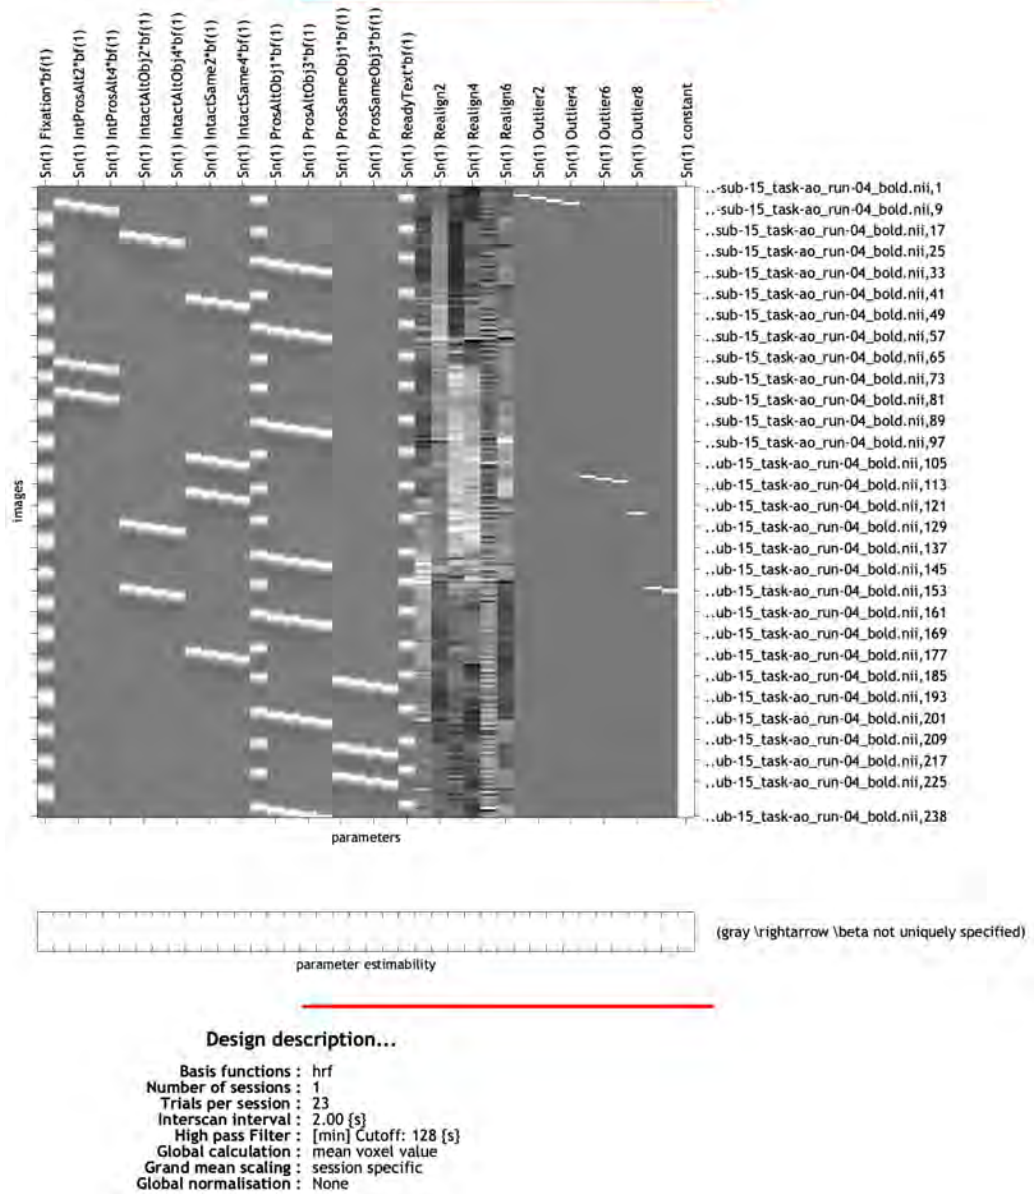 Sn(1) Fixation*bf(1)
Sn(1) IntProsAlt2*bf(1)
Sn(1) IntProsAlt4*bf(1)
Sn(1) IntactAltObj2*bf(1)
Sn(1) IntactAltObj4*bf(1)
Sn(1) IntactSame2*bf(1)
Sn(1) IntactSame4*bf(1)
Sn(1) ProsAltObj1*bf(1)
Sn(1) ProsAltObj3*bf(1)
Sn(1) ProsSameObj1*bf(1)
Sn(1) ProsSameObj3*bf(1)
Sn(1) ReadyText*bf(1)
Sn(1) Realign2
Sn(1) Realign4
Sn(1) Realign6
Sn(1) Outlier2
Sn(1) Outlier4
Sn(1) Outlier6
Sn(1) Outlier8
Sn(1) constant
..-sub-15_task-ao_run-04_bold.nii,1
..-sub-15_task-ao_run-04_bold.nii,9
..sub-15_task-ao_run-04_bold.nii,17
..sub-15_task-ao_run-04_bold.nii,25
..sub-15_task-ao_run-04_bold.nii,33
..sub-15_task-ao_run-04_bold.nii,41
..sub-15_task-ao_run-04_bold.nii,49
..sub-15_task-ao_run-04_bold.nii,57
..sub-15_task-ao_run-04_bold.nii,65
..sub-15_task-ao_run-04_bold.nii,73
..sub-15_task-ao_run-04_bold.nii,81
..sub-15_task-ao_run-04_bold.nii,89
..sub-15_task-ao_run-04_bold.nii,97
..ub-15_task-ao_run-04_bold.nii,105
..ub-15_task-ao_run-04_bold.nii,113
..ub-15_task-ao_run-04_bold.nii,121
..ub-15_task-ao_run-04_bold.nii,129
..ub-15_task-ao_run-04_bold.nii,137
..ub-15_task-ao_run-04_bold.nii,145
..ub-15_task-ao_run-04_bold.nii,153
..ub-15_task-ao_run-04_bold.nii,161
..ub-15_task-ao_run-04_bold.nii,169
..ub-15_task-ao_run-04_bold.nii,177
..ub-15_task-ao_run-04_bold.nii,185
..ub-15_task-ao_run-04_bold.nii,193
..ub-15_task-ao_run-04_bold.nii,201
..ub-15_task-ao_run-04_bold.nii,209
..ub-15_task-ao_run-04_bold.nii,217
..ub-15_task-ao_run-04_bold.nii,225
..ub-15_task-ao_run-04_bold.nii,238
images
parameters
(gray \rightarrow \beta not uniquely specified)
parameter estimability
Design description...
Basis functions : hrf
Number of sessions : 1
Trials per session : 23
Interscan interval : 2.00 {s}
High pass Filter : [min] Cutoff: 128 {s}
Global calculation : mean voxel value
Grand mean scaling : session specific
Global normalisation : None